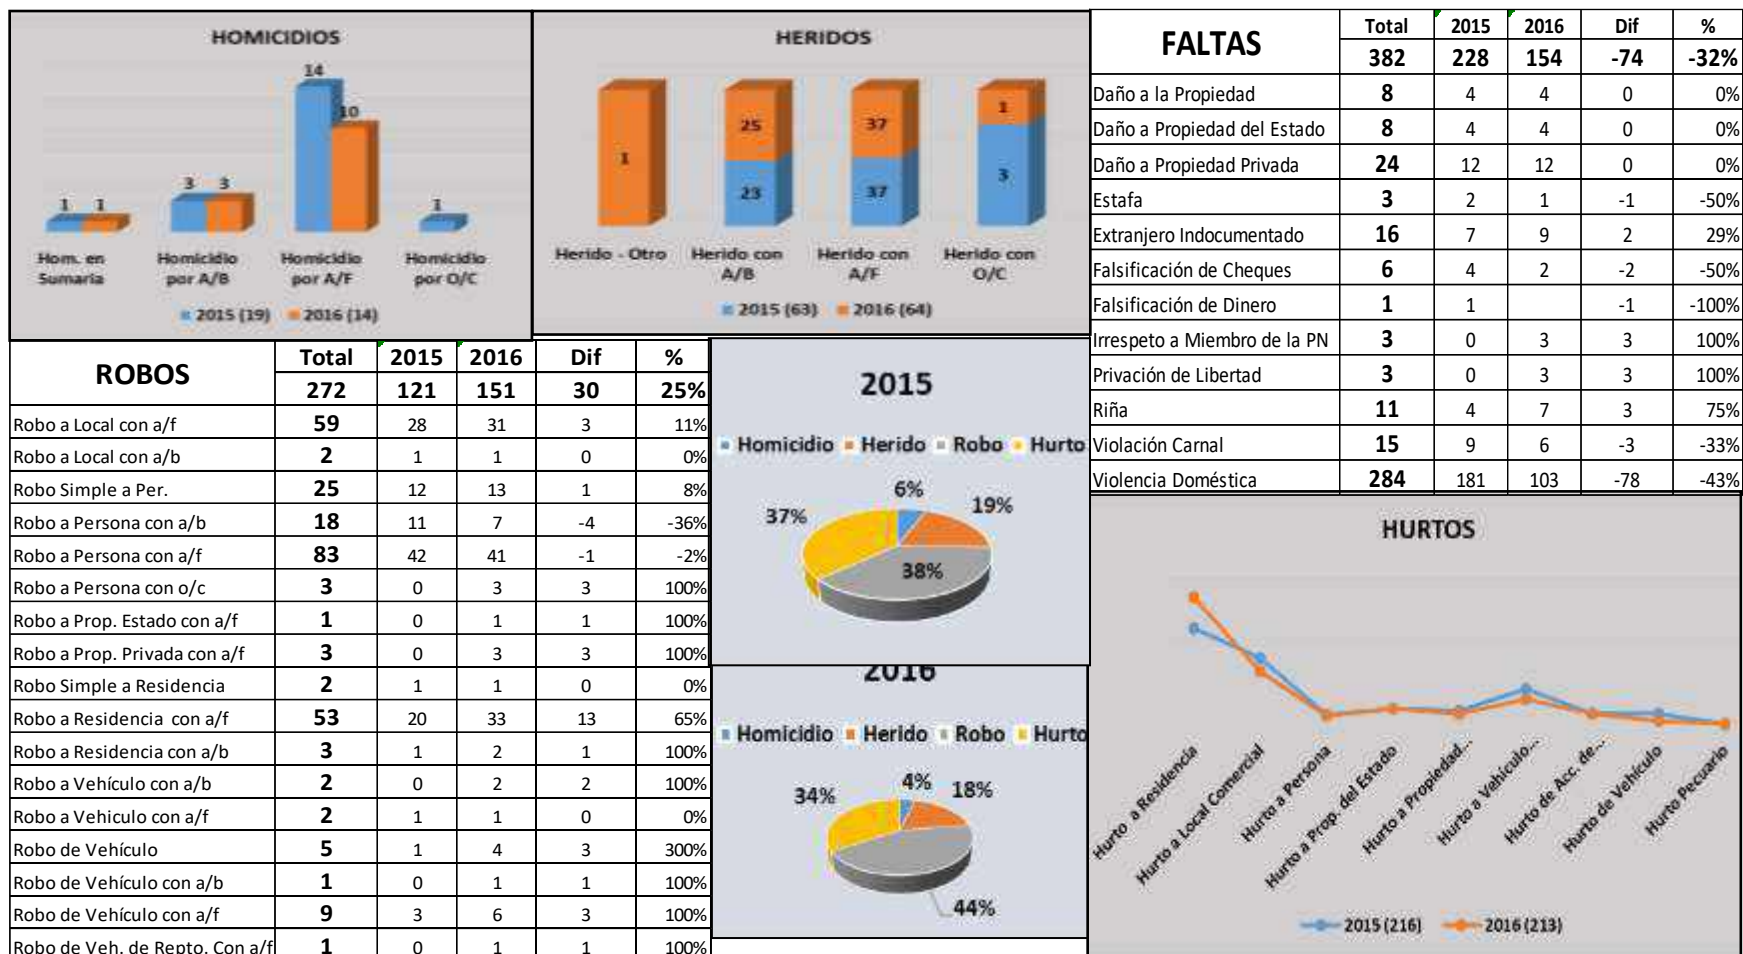 HOMICIDIOS
14
10
3 3
1 1
1
Hom. en Sumaria
Homicidio por A/B
Homicidio por A/F
Homicidio por O/C
2015 (19) 2016 (14)
HERIDOS
1
25
37
1
23
37
3
Herido - Otro
Herido con A/B
Herido con A/F
Herido con O/C
2015 (63) 2016 (64)
FALTAS Total 2015 2016 Dif %
382 228 154 -74 -32%
Daño a la Propiedad 8 4 4 0 0%
Daño a Propiedad del Estado 8 4 4 0 0%
Daño a Propiedad Privada 24 12 12 0 0%
Estafa 3 2 1 -1 -50%
Extranjero Indocumentado 16 7 9 2 29%
Falsificación de Cheques 6 4 2 -2 -50%
Falsificación de Dinero 1 1 -1 -100%
Irrespeto a Miembro de la PN 3 0 3 3 100%
Privación de Libertad 3 0 3 3 100%
Riña 11 4 7 3 75%
Violación Carnal 15 9 6 -3 -33%
Violencia Doméstica 284 181 103 -78 -43%
ROBOS Total 2015 2016 Dif %
272 121 151 30 25%
Robo a Local con a/f 59 28 31 3 11%
Robo a Local con a/b 2 1 1 0 0%
Robo Simple a Per. 25 12 13 1 8%
Robo a Persona con a/b 18 11 7 -4 -36%
Robo a Persona con a/f 83 42 41 -1 -2%
Robo a Persona con o/c 3 0 3 3 100%
Robo a Prop. Estado con a/f 1 0 1 1 100%
Robo a Prop. Privada con a/f 3 0 3 3 100%
Robo Simple a Residencia 2 1 1 0 0%
Robo a Residencia con a/f 53 20 33 13 65%
Robo a Residencia con a/b 3 1 2 1 100%
Robo a Vehículo con a/b 2 0 2 2 100%
Robo a Vehiculo con a/f 2 1 1 0 0%
Robo de Vehículo 5 1 4 3 300%
Robo de Vehículo con a/b 1 0 1 1 100%
Robo de Vehículo con a/f 9 3 6 3 100%
Robo de Veh. de Repto. Con a/f 1 0 1 1 100%
2015
Homicidio Herido Robo Hurto
6%
19%
37%
38%
2016
Homicidio Herido Robo Hurto
4%
18%
34%
44%
HURTOS
Hurto a Residencia
Hurto a Local Comercial
Hurto a Persona
Hurto a Prop. del Estado
Hurto a Propiedad...
Hurto a Vehículo...
Hurto de Acc. de...
Hurto de Vehículo
Hurto Pecuario
2015 (216) 2016 (213)